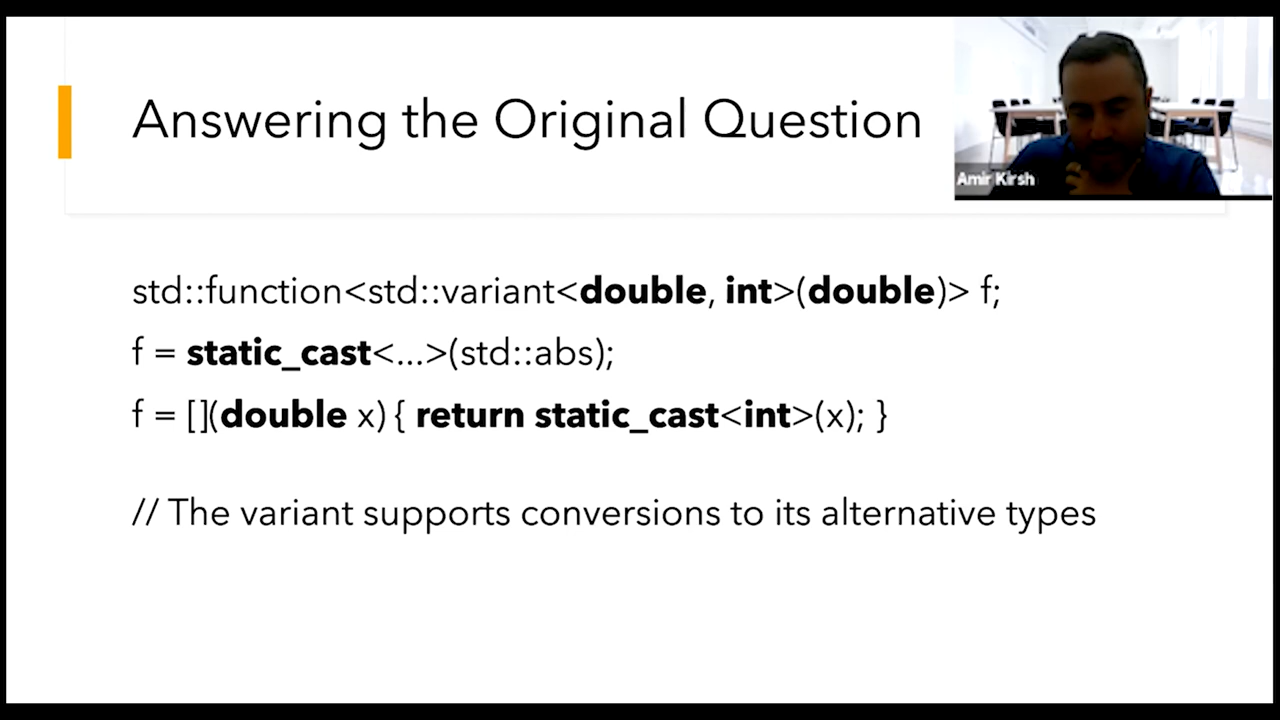 Answering the Original Question
Amir Kirsh
std::function<std::variant<double, int>(double)> f;
f = static_cast<...>(std::abs);
f = [](double x) { return static_cast<int>(x); }
// The variant supports conversions to its alternative types